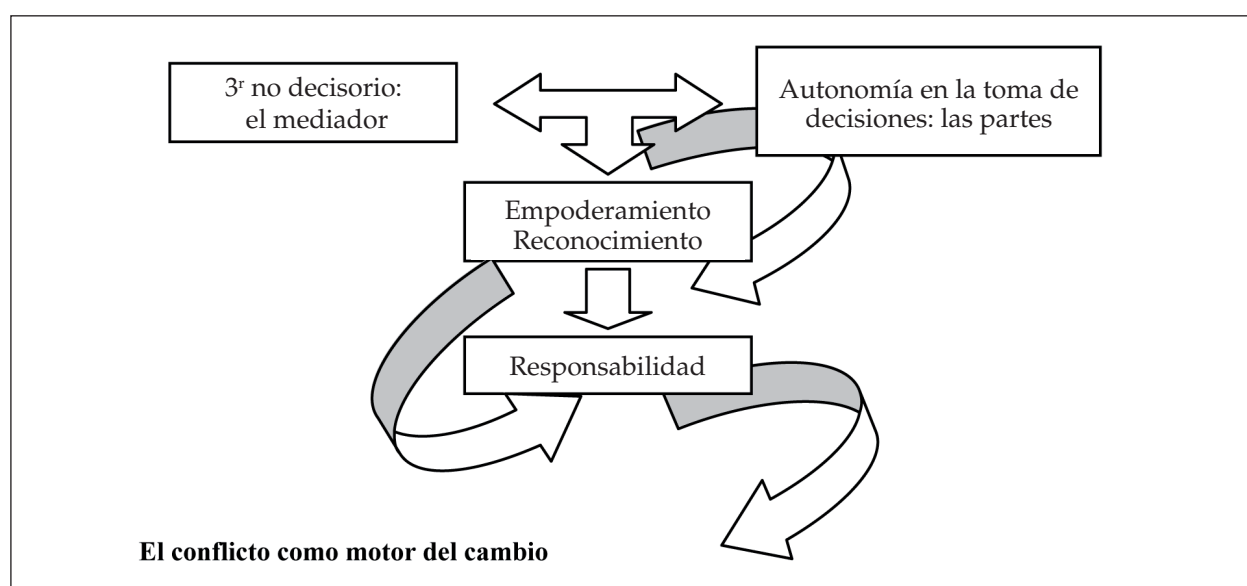 3ʳ no decisorio:
el mediador
Autonomía en la toma de
decisiones: las partes
Empoderamiento
Reconocimiento
Responsabilidad
El conflicto como motor del cambio